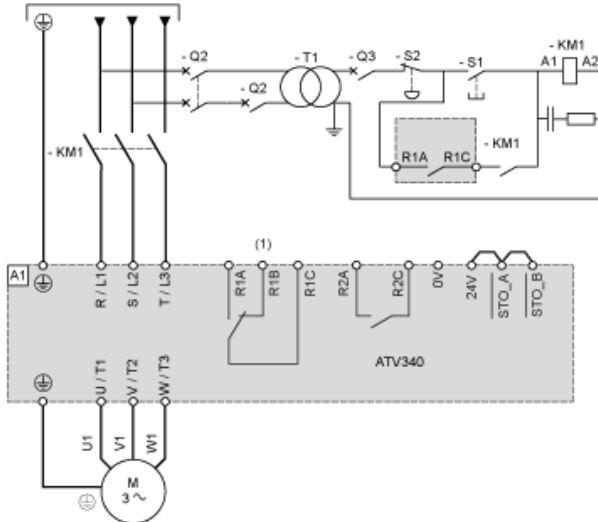 - Q2
- T1
- Q3
- S2
- S1
- KM1
A1
A2
- Q2
- KM1
R1A
R1C
- KM1
(1)
A1
R / L1
S / L2
T / L3
R1A
R1B
R1C
R2A
R2C
0V
24V
STO_A
STO_B
ATV340
U / T1
V / T2
W / T3
U1
V1
W1
M
3 ~